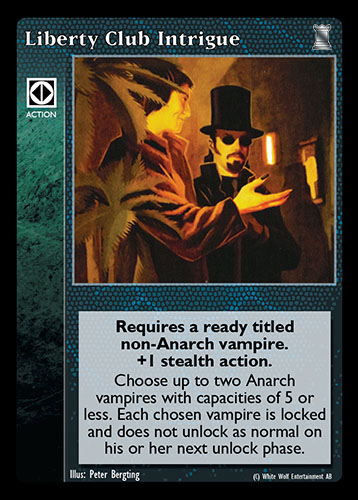 Liberty Club Intrigue
ACTION
Requires a ready titled
non-Anarch vampire.
+1 stealth action.
Choose up to two Anarch
vampires with capacities of 5 or
less. Each chosen vampire is locked
and does not unlock as normal on
his or her next unlock phase.
Illus: Peter Bergting
(C) White Wolf Entertainment AB